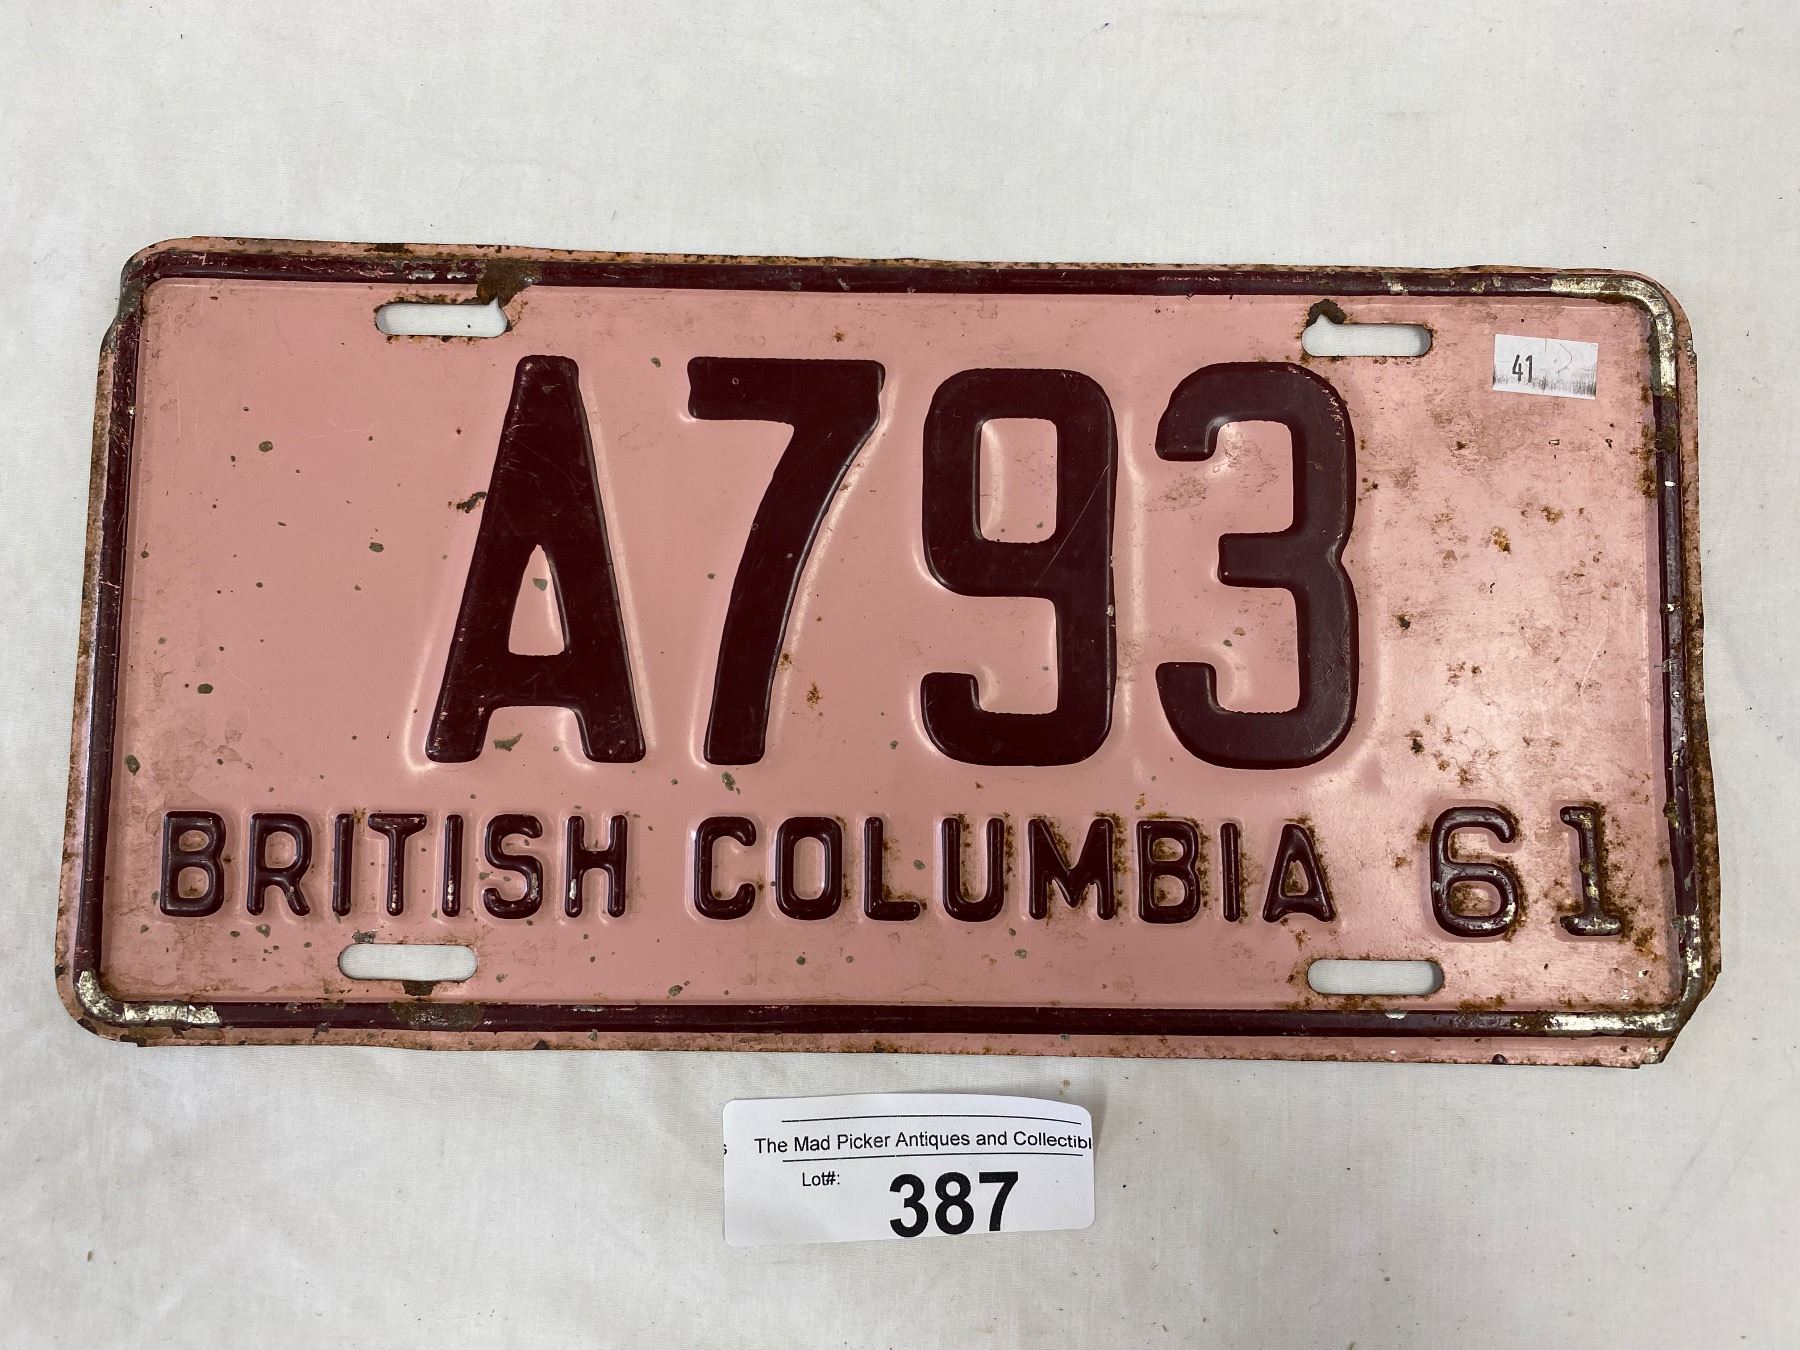 A793
41
BRITISH COLUMBIA 61
s The Mad Picker Antiques and Collectibl
Lot#:
387